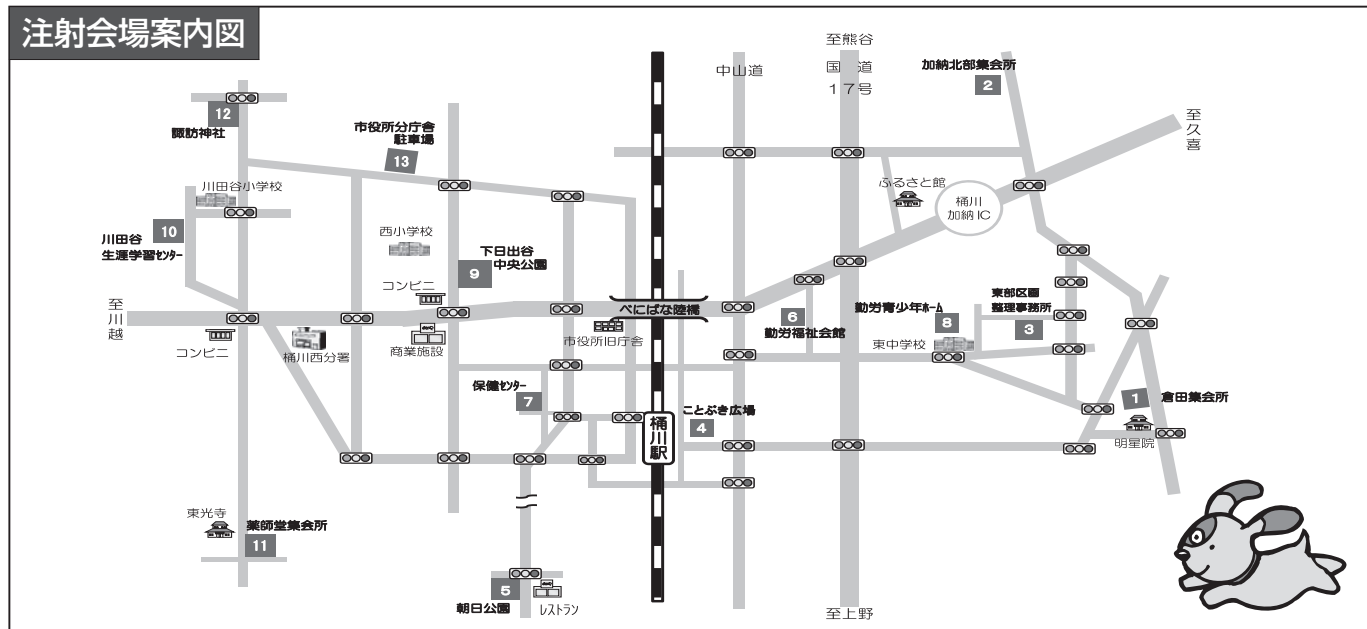 注射会場案内図
至熊谷
国道
17号
中山道
加納北部集会所
2
至久喜
12
諏訪神社
市役所分庁舎
駐車場
13
川田谷小学校
ふるさと館
桶川
加納IC
10
川田谷
生涯学習センター
西小学校
下日出谷
中央公園
9
コンビニ
べにばな陸橋
至川越
コンビニ
桶川西分署
商業施設
市役所旧庁舎
6
勤労福祉会館
勤労青少年ホーム
8
東中学校
東部区画
整理事務所
3
保健センター
7
桶川駅
ことぶき広場
4
1
倉田集会所
明星院
東光寺
薬師堂集会所
11
5
朝日公園
レストラン
至上野